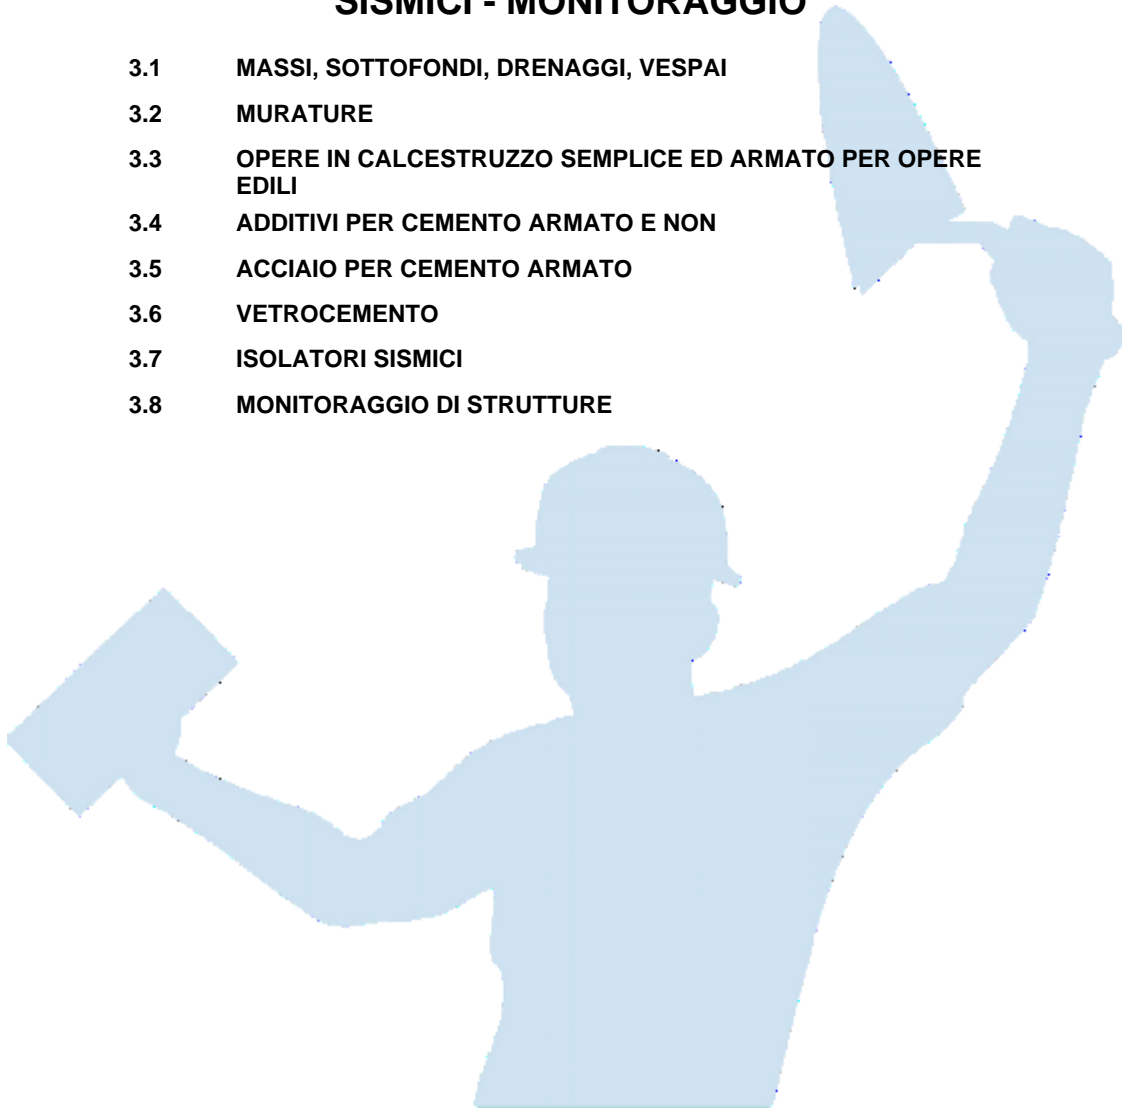 SISMICI - MONITORAGGIO
3.1 MASSI, SOTTOFONDI, DRENAGGI, VESPAI
3.2 MURATURE
3.3 OPERE IN CALCESTRUZZO SEMPLICE ED ARMATO PER OPERE
EDILI
3.4 ADDITIVI PER CEMENTO ARMATO E NON
3.5 ACCIAIO PER CEMENTO ARMATO
3.6 VETROCEMENTO
3.7 ISOLATORI SISMICI
3.8 MONITORAGGIO DI STRUTTURE